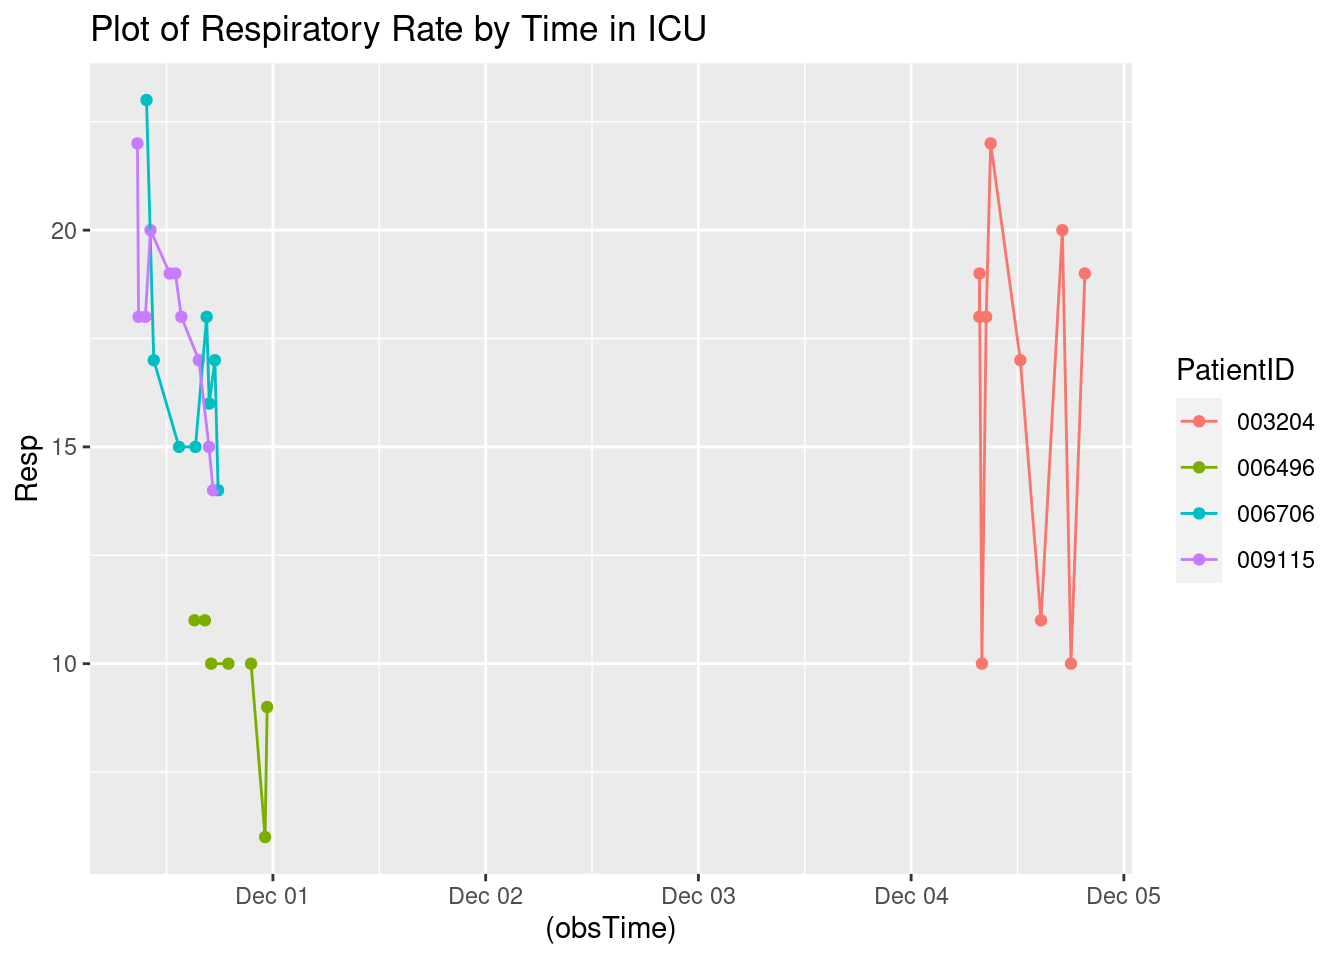 Plot of Respiratory Rate by Time in ICU
20
15
10
Resp
Dec 01
Dec 02
Dec 03
Dec 04
Dec 05
(obsTime)
PatientID
003204
006496
006706
009115